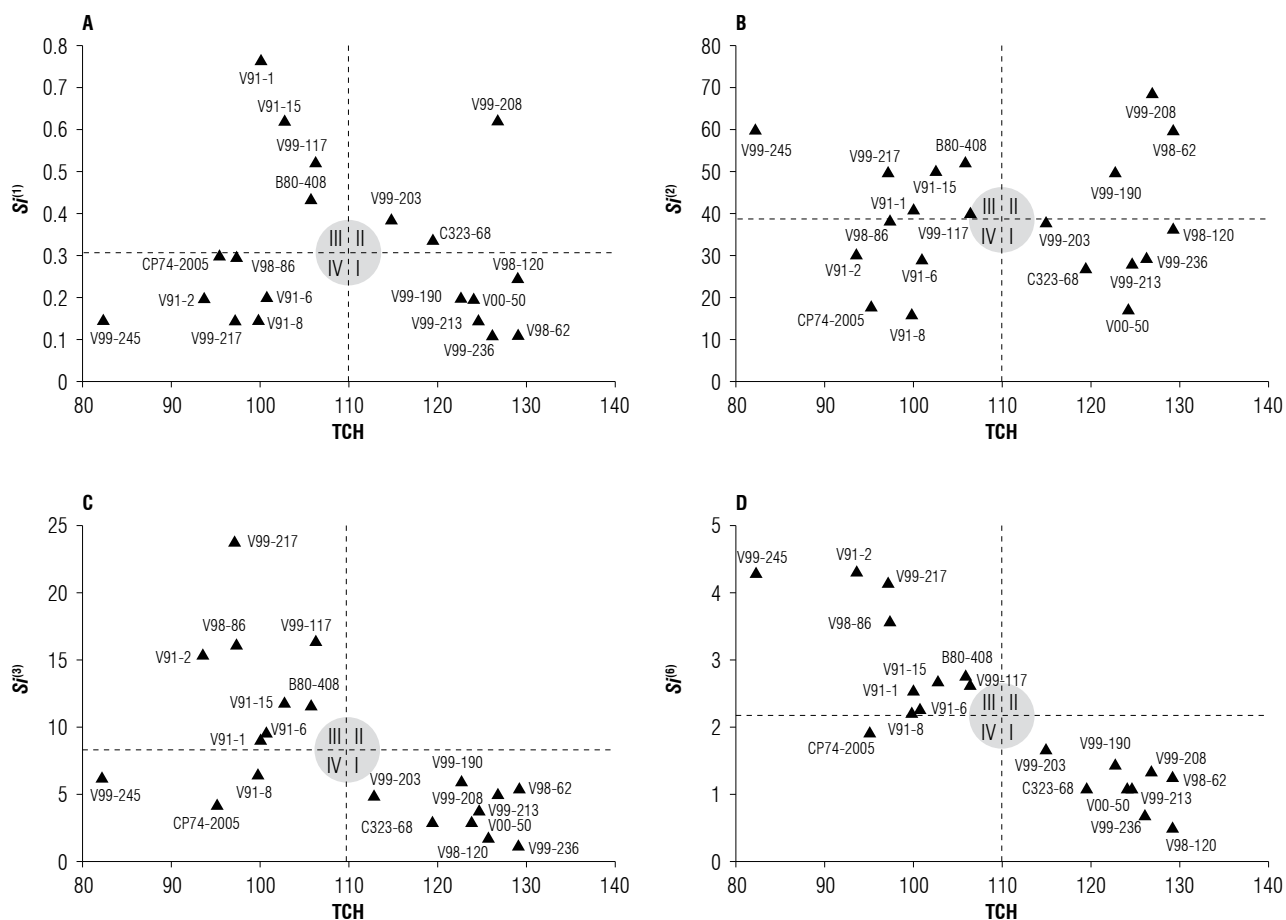 A
Si(1)
0.8
0.7
0.6
0.5
0.4
0.3
0.2
0.1
0
V91-1
V91-15
V99-208
V99-117
B80-408
V99-203
C323-68
III II
IV I
CP74-2005
V98-86
V98-120
V91-2
V91-6
V99-190
V00-50
V99-245
V99-217
V91-8
V99-213
V98-62
V99-236
80 90 100 110 120 130 140
TCH
B
Si(2)
80
70
60
50
40
30
20
10
0
V99-208
V99-245
V98-62
B80-408
V99-217
V91-15
V99-190
V91-1
III II
IV I
V98-86
V99-117
V99-203
V98-120
V91-2
V91-6
V99-236
C323-68
V99-213
CP74-2005
V91-8
V00-50
80 90 100 110 120 130 140
TCH
C
Si(3)
25
20
15
10
5
0
V99-217
V98-86
V99-117
V91-2
B80-408
V91-15
V91-6
V91-1
III II
IV I
V99-245
V91-8
CP74-2005
V99-203
V99-190
V98-62
V99-208
V99-213
C323-68
V00-50
V98-120
V99-236
80 90 100 110 120 130 140
TCH
D
Si(6)
5
4
3
2
1
0
V99-245
V91-2
V99-217
V98-86
B80-408
V91-15
V99-117
V91-1
V91-6
III II
IV I
V91-8
CP74-2005
V99-203
V99-190
V99-208
V98-62
C323-68
V00-50
V99-213
V99-236
V98-120
80 90 100 110 120 130 140
TCH